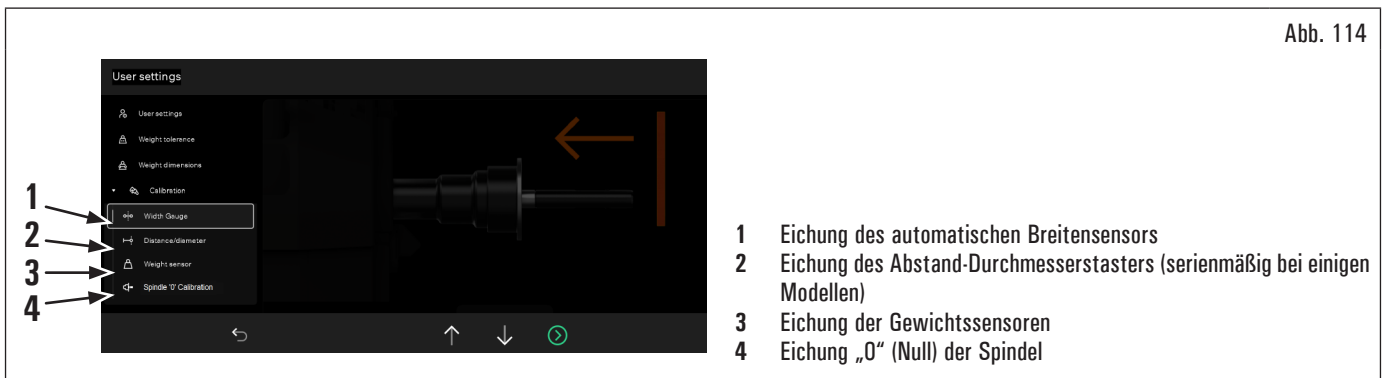 Abb. 114
User settings
User settings
Weight tolerance
Weight dimensions
Calibration
Width Gauge
Distance/diameter
Weight sensor
Spindle '0' Calibration
1
2
3
4
1 Eichung des automatischen Breitensensors
2 Eichung des Abstand-Durchmesserstasters (serienmäßig bei einigen
Modellen)
3 Eichung der Gewichtssensoren
4 Eichung „0“ (Null) der Spindel